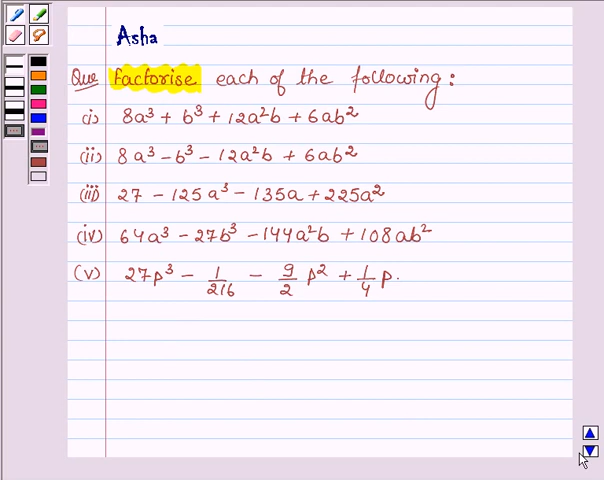 Asha
Que Factorise each of the following :
(i) 8a³ + b³ + 12a²b + 6ab²
(ii) 8a³ - b³ - 12a²b + 6ab²
(iii) 27 - 125a³ - 135a + 225a²
(iv) 64a³ - 27b³ - 144a²b + 108ab²
(v) 27p³ - 1/216 - 9/2 p² + 1/4 p.